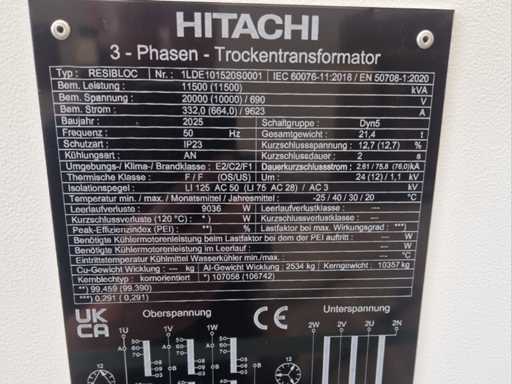 HITACHI
3 - Phasen - Trockentransformator
Typ : RESIBLOC Nr. : 1LDE101520S0001 IEC 60076-11:2018 / EN 50708-1:2020
Bem. Leistung : 11500 (11500) kVA
Bem. Spannung : 20000 (10000) / 690 V
Bem. Strom : 332,0 (664,0) / 9623 A
Baujahr : 2025 Schaltgruppe : Dyn5
Frequenz : 50 Hz Gesamtgewicht : 21,4 t
Schutzart : IP23 Kurzschlusspannung : 12,7 (12,7) %
Kühlungsart : AN Kurzschlusdauer : 2 s
Umgebungs-/ Klima-/ Brandklasse : E2/C2/F1 Dauerkurzschlussstrom : 2,61 / 75,8 (76,0) kA
Thermische Klasse : F / F (OS/US) Um : 24 (12) / 1,1 kV
Isolationspegel : LI 125 AC 50 (LI 75 AC 28) / AC 3 kV
Temperatur min. / max. / Monatsmittel / Jahresmittel : -25 / 40 / 30 / 20 °C
Leerlaufverluste : 9036 W Leerlaufverlustklasse : ---
Kurzschlussverluste (120 °C) : *) W Kurzschlussverlustklasse : ---
Peak-Effizienzindex (PEI) : **) % Lastfaktor bei max. Wirkungsgrad : ***)
Benötigte Kühlermotorenleistung beim Lastfaktor bei dem der PEI auftritt : --- W
Benötigte Kühlermotorenleistung im Leerlauf : --- W
Eintrittstemperatur Kühlmittel Wasserkühler min./max. : --- °C
Cu-Gewicht Wicklung : --- kg Al-Gewicht Wicklung : 2534 kg Kerngewicht : 10357 kg
Kernblechtyp : kornorientiert *) 107056 (106742)
**) 99,459 (99,390)
***) 0,291 ( 0,291)
UK CA
Oberspannung
CE
Unterspannung
1U 1V 1W
2W 2V 2U 2N